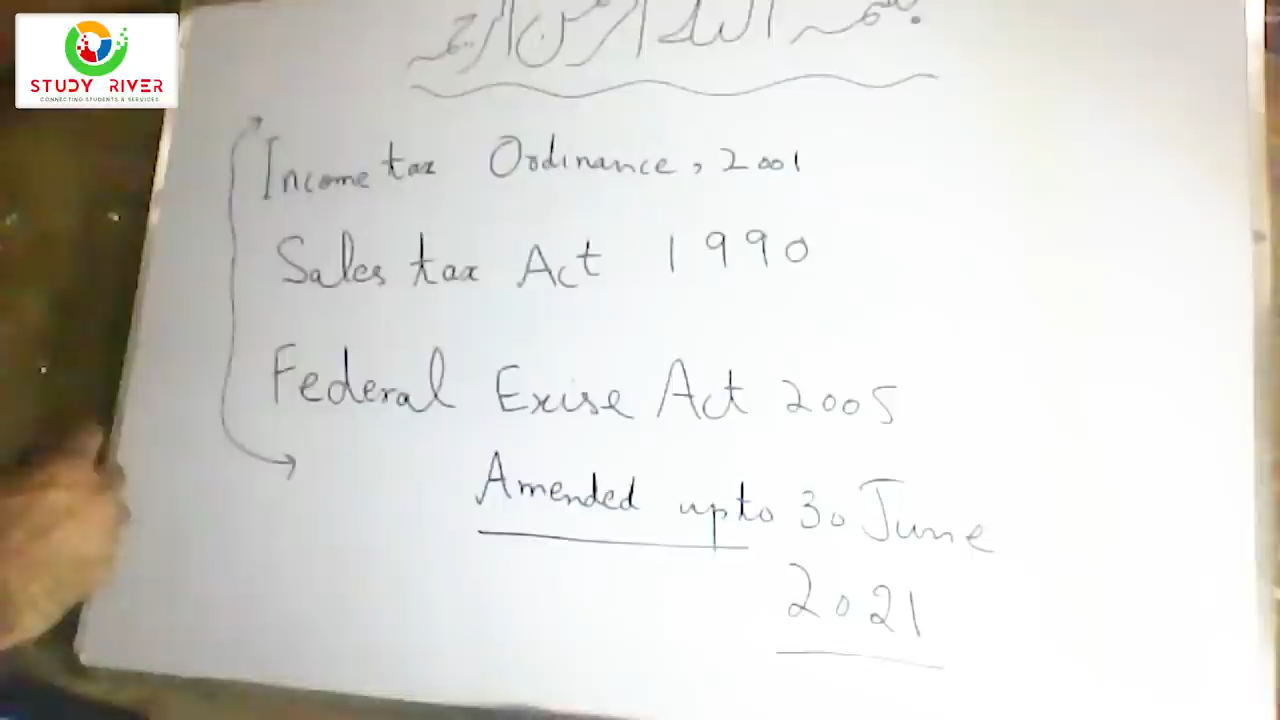 STUDY RIVER
CONNECTING STUDENTS & SERVICES
بسم اللہ الرحمن الرحیم
Income tax Ordinance, 2001
Sales tax Act 1990
Federal Exise Act 2005
Amended upto 30 June
2021